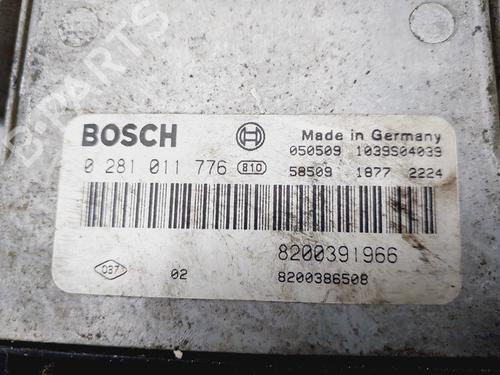 BOSCH
Made in Germany
050509 1039S04039
0 281 011 776 810
58509 1877 2224
8200391966
037 02 8200386508
B-PARTS